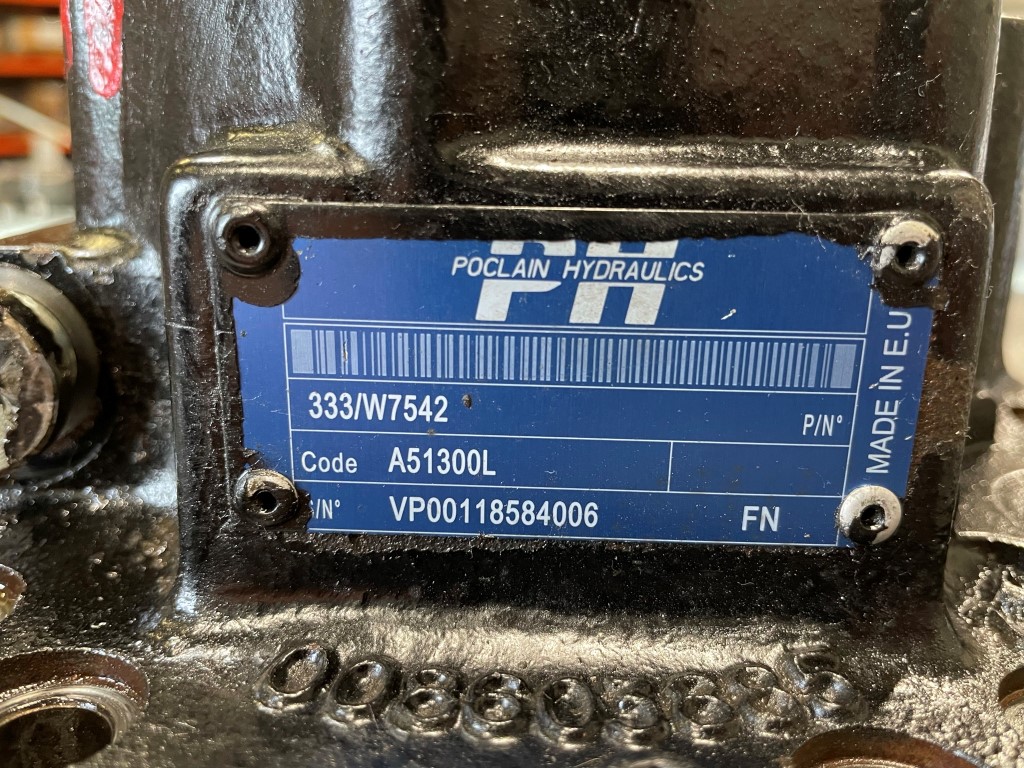 PH
POCLAIN HYDRAULICS
333/W7542
P/N°
Code A51300L
/N° VP00118584006 FN
MADE IN E.U